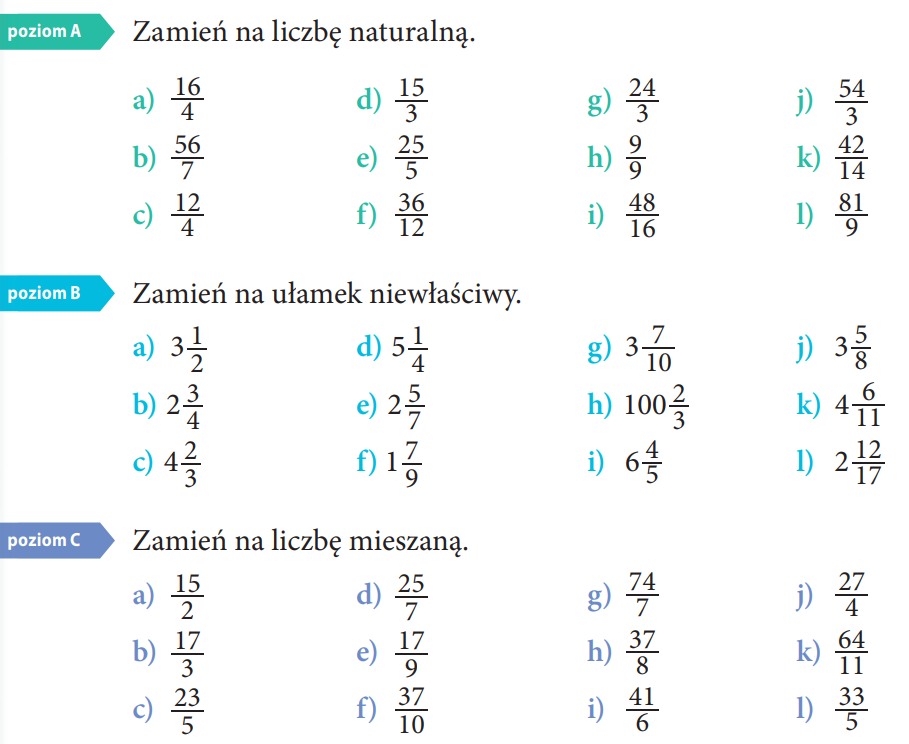 poziom A Zamień na liczbę naturalną.
a) 16/4 d) 15/3 g) 24/3 j) 54/3
b) 56/7 e) 25/5 h) 9/9 k) 42/14
c) 12/4 f) 36/12 i) 48/16 l) 81/9
poziom B Zamień na ułamek niewłaściwy.
a) 3 1/2 d) 5 1/4 g) 3 7/10 j) 3 5/8
b) 2 3/4 e) 2 5/7 h) 100 2/3 k) 4 6/11
c) 4 2/3 f) 1 7/9 i) 6 4/5 l) 2 12/17
poziom C Zamień na liczbę mieszaną.
a) 15/2 d) 25/7 g) 74/7 j) 27/4
b) 17/3 e) 17/9 h) 37/8 k) 64/11
c) 23/5 f) 37/10 i) 41/6 l) 33/5